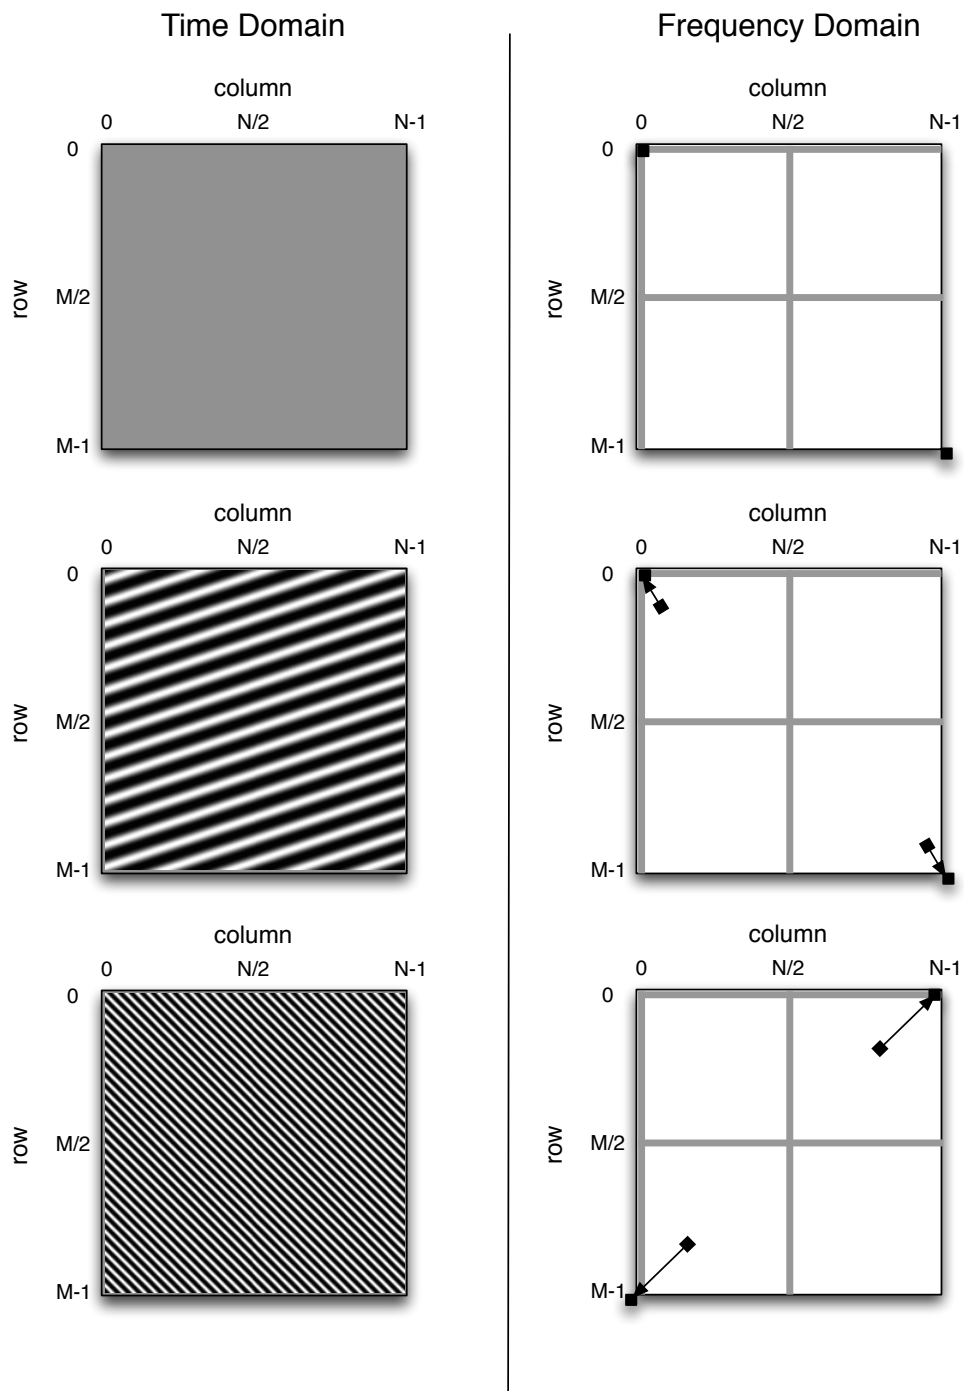 Time Domain
Frequency Domain
column
0 N/2 N-1
0
row
M/2
M-1
column
0 N/2 N-1
0
row
M/2
M-1
column
0 N/2 N-1
0
row
M/2
M-1
column
0 N/2 N-1
0
row
M/2
M-1
column
0 N/2 N-1
0
row
M/2
M-1
column
0 N/2 N-1
0
row
M/2
M-1